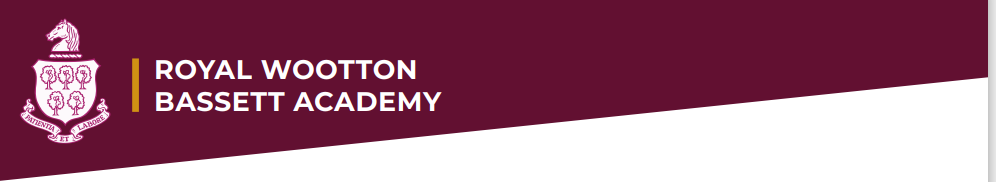 ROYAL WOOTTON
BASSETT ACADEMY
PATIENTIA ET LABORE